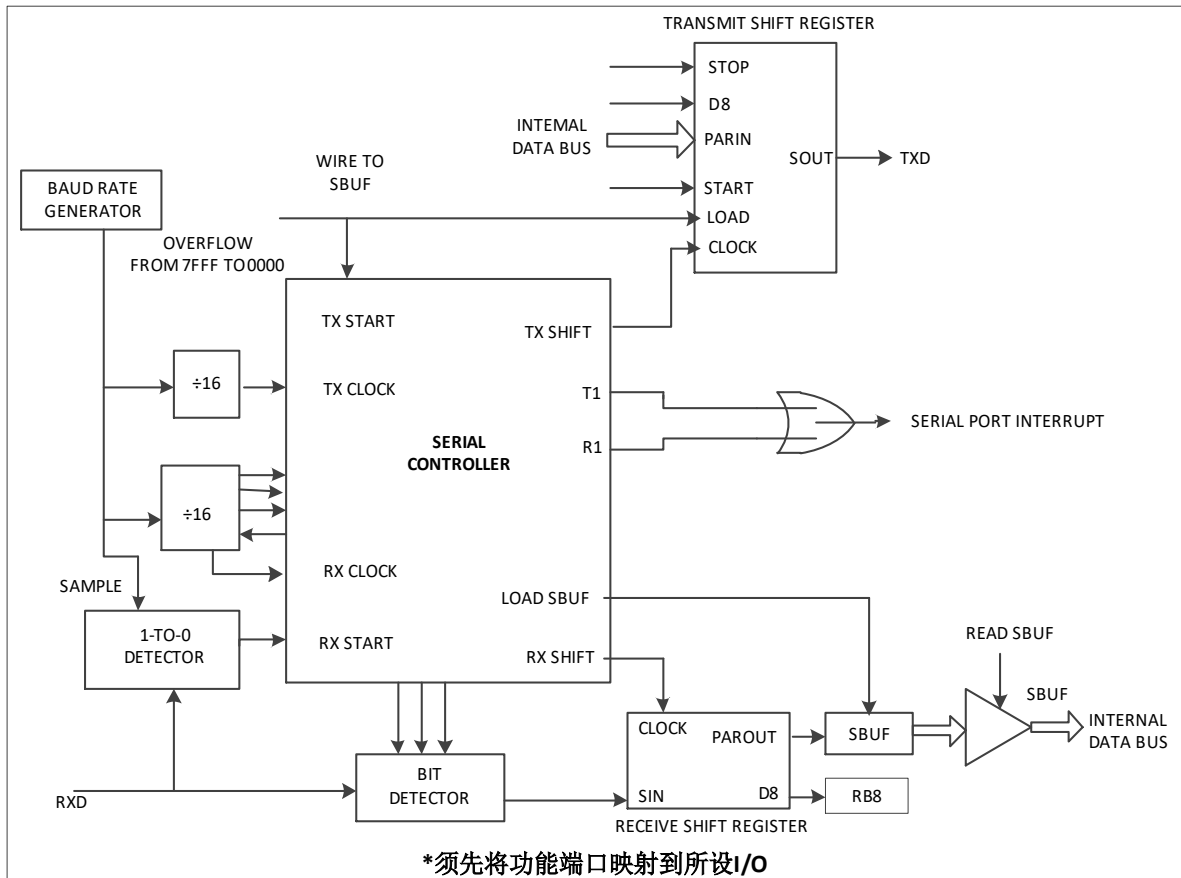 TRANSMIT SHIFT REGISTER
STOP
D8
INTEMAL
DATA BUS
PARIN
SOUT
TXD
WIRE TO
SBUF
START
BAUD RATE
GENERATOR
LOAD
OVERFLOW
FROM 7FFF TO0000
CLOCK
TX START
TX SHIFT
÷16
TX CLOCK
T1
SERIAL PORT INTERRUPT
SERIAL
CONTROLLER
R1
÷16
RX CLOCK
SAMPLE
LOAD SBUF
1-TO-0
DETECTOR
RX START
RX SHIFT
READ SBUF
SBUF
CLOCK
PAROUT
SBUF
INTERNAL
DATA BUS
BIT
DETECTOR
RXD
SIN
D8
RB8
RECEIVE SHIFT REGISTER
*须先将功能端口映射到所设I/O